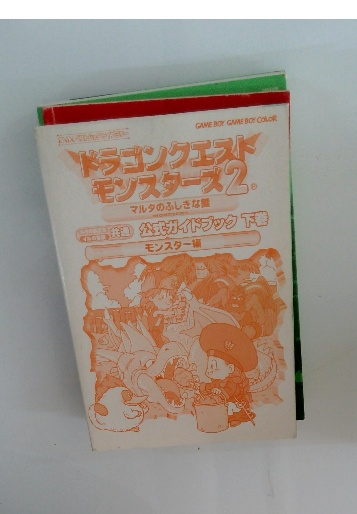 GAME BOY GAME BOY COLOR
ドラゴンクエスト
モンスターズ2
マルタのふしぎな鍵
共通 公式ガイドブック 下巻
モンスター編